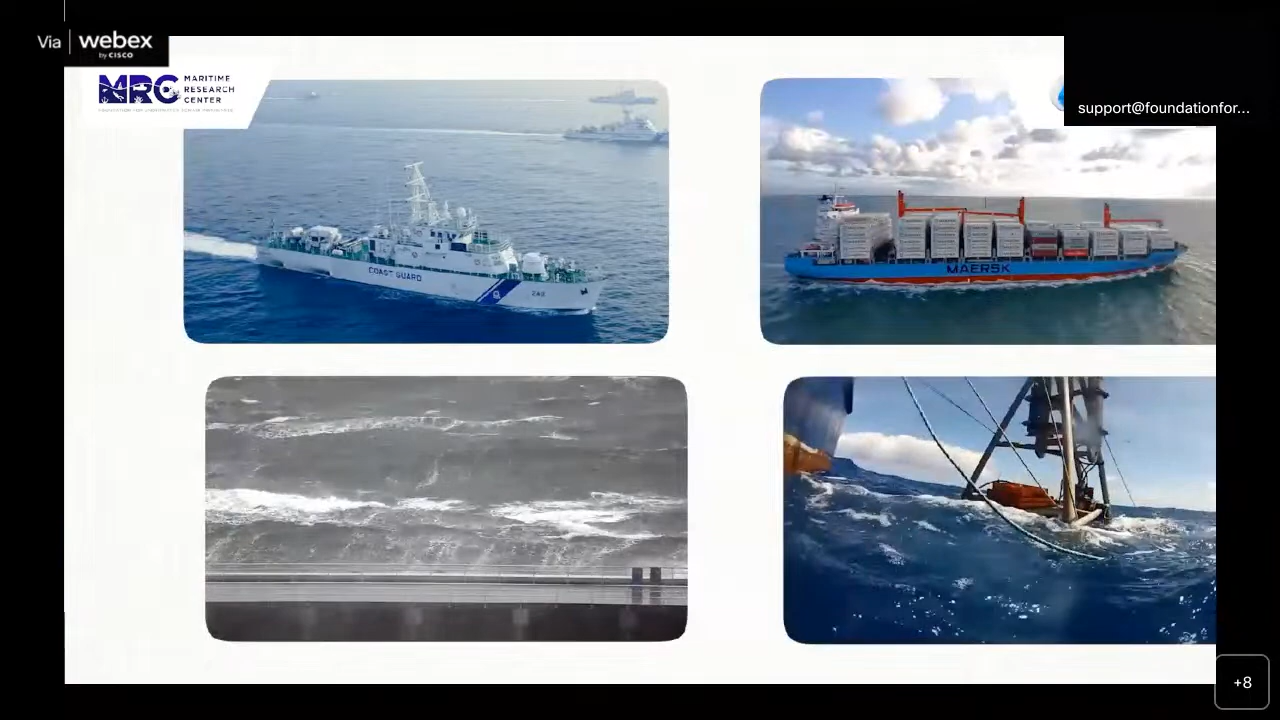 Via webex
by CISCO
MRC MARITIME
RESEARCH
CENTER
support@foundationfor...
COAST GUARD
MAERSK
+8